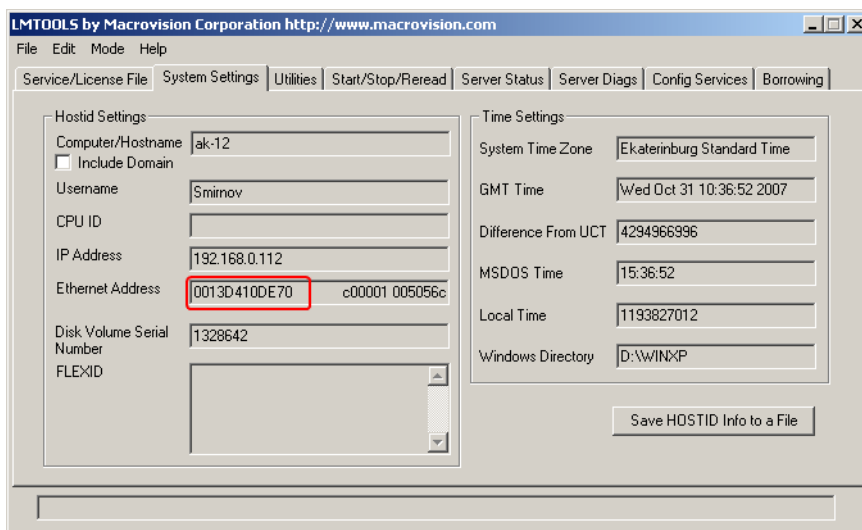 LMTOOLS by Macrovision Corporation http://www.macrovision.com
File Edit Mode Help
Service/License File System Settings Utilities Start/Stop/Reread Server Status Server Diags Config Services Borrowing
Hostid Settings
Computer/Hostname ak-12
Include Domain
Username Smirnov
CPU ID
IP Address 192.168.0.112
Ethernet Address 0013D410DE70 c00001 005056c
Disk Volume Serial
Number 1328642
FLEXID
Time Settings
System Time Zone Ekaterinburg Standard Time
GMT Time Wed Oct 31 10:36:52 2007
Difference From UCT 4294966996
MSDOS Time 15:36:52
Local Time 1193827012
Windows Directory D:\WINXP
Save HOSTID Info to a File